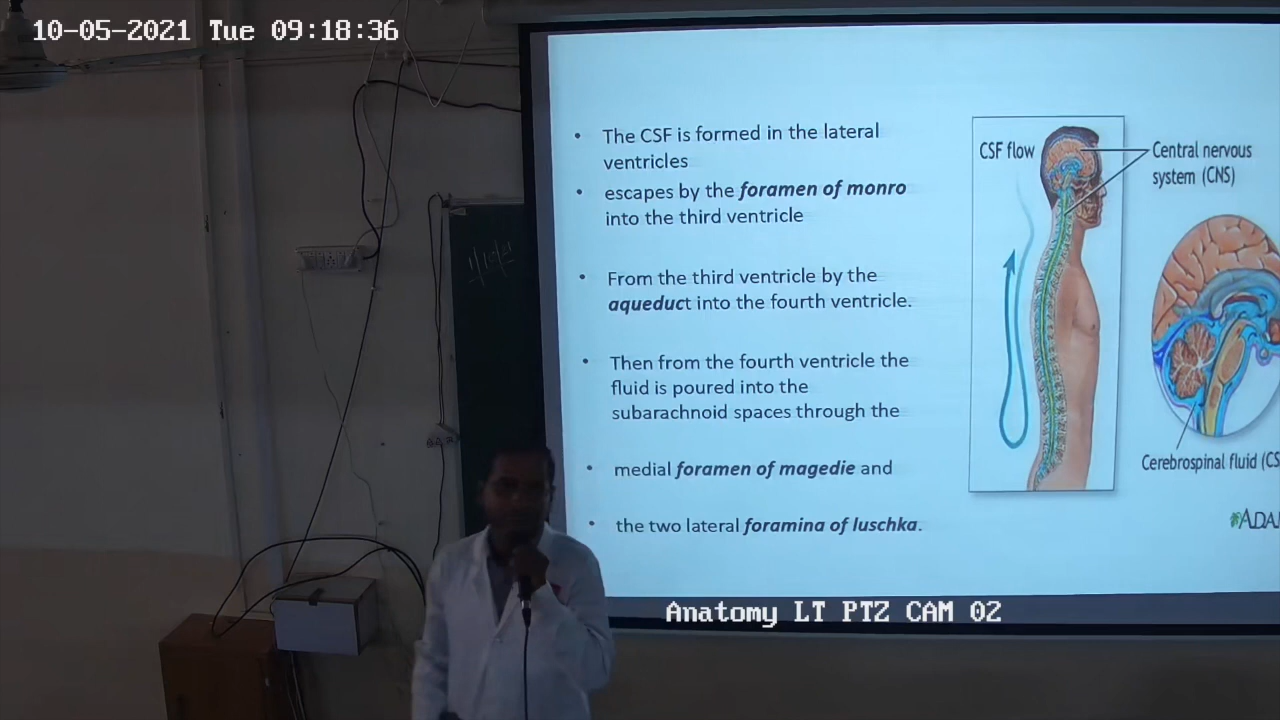 10-05-2021 Tue 09:18:36
• The CSF is formed in the lateral
ventricles
• escapes by the foramen of monro
into the third ventricle
• From the third ventricle by the
aqueduct into the fourth ventricle.
• Then from the fourth ventricle the
fluid is poured into the
subarachnoid spaces through the
• medial foramen of magedie and
• the two lateral foramina of luschka.
CSF flow
Central nervous
system (CNS)
Cerebrospinal fluid (CS
ADA
Anatomy LT PTZ CAM 02